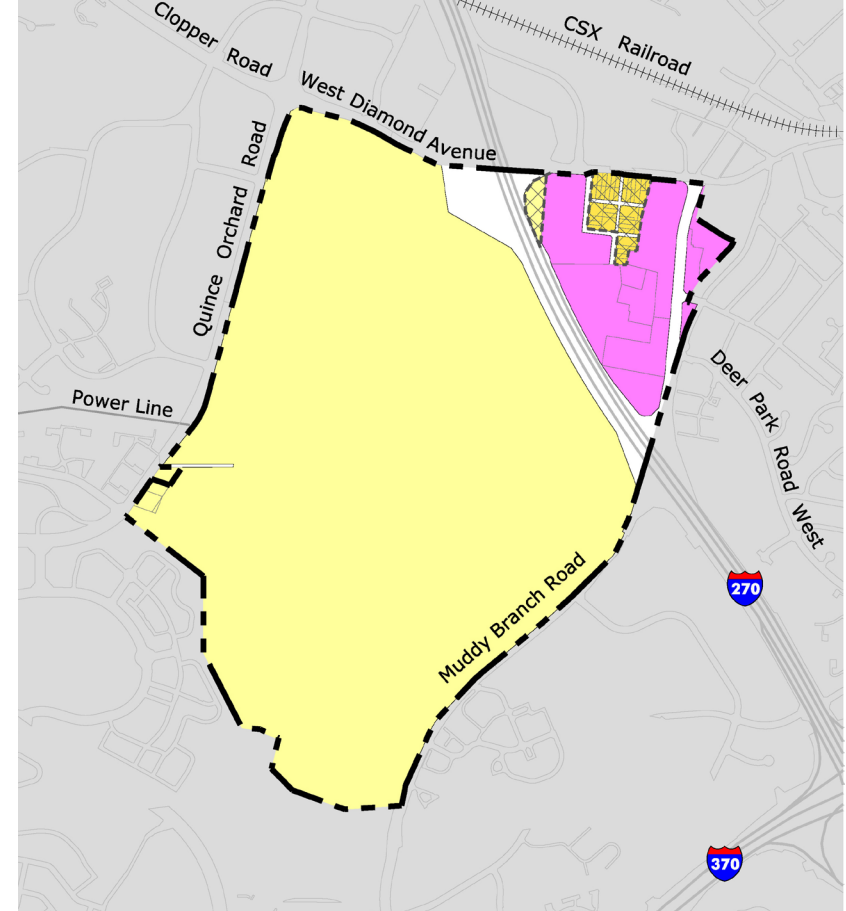 CSX Railroad
Clopper Road
West Diamond Avenue
Quince Orchard Road
Power Line
Deer Park Road West
Muddy Branch Road
270
370